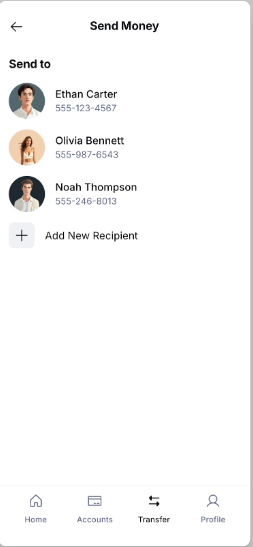 Send Money
Send to
Ethan Carter
555-123-4567
Olivia Bennett
555-987-6543
Noah Thompson
555-246-8013
Add New Recipient
Home Accounts Transfer Profile